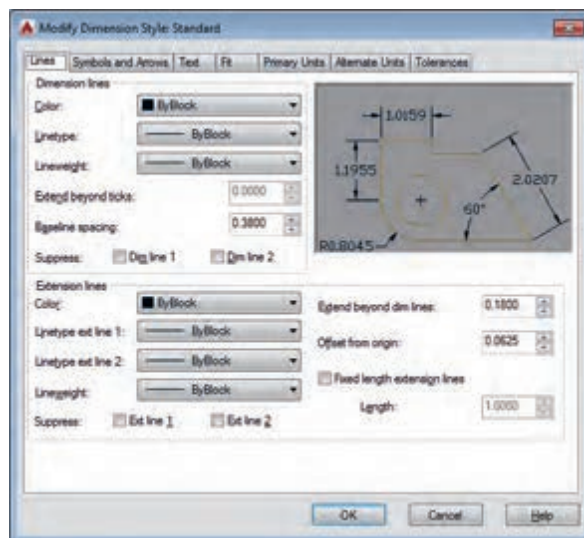 Modify Dimension Style: Standard
Lines Symbols and Arrows Text Fit Primary Units Alternate Units Tolerances
Dimension lines
Color: ByBlock
Linetype: ByBlock
Lineweight: ByBlock
Extend beyond ticks: 0.0000
Baseline spacing: 0.3800
Suppress: Dim line 1 Dim line 2
1.0159
1.1955
2.0207
60°
R0.8045
Extension lines
Color: ByBlock
Linetype ext line 1: ByBlock
Linetype ext line 2: ByBlock
Lineweight: ByBlock
Suppress: Ext line 1 Ext line 2
Extend beyond dim lines: 0.1800
Offset from origin: 0.0625
Fixed length extension lines
Length: 1.0000
OK Cancel Help